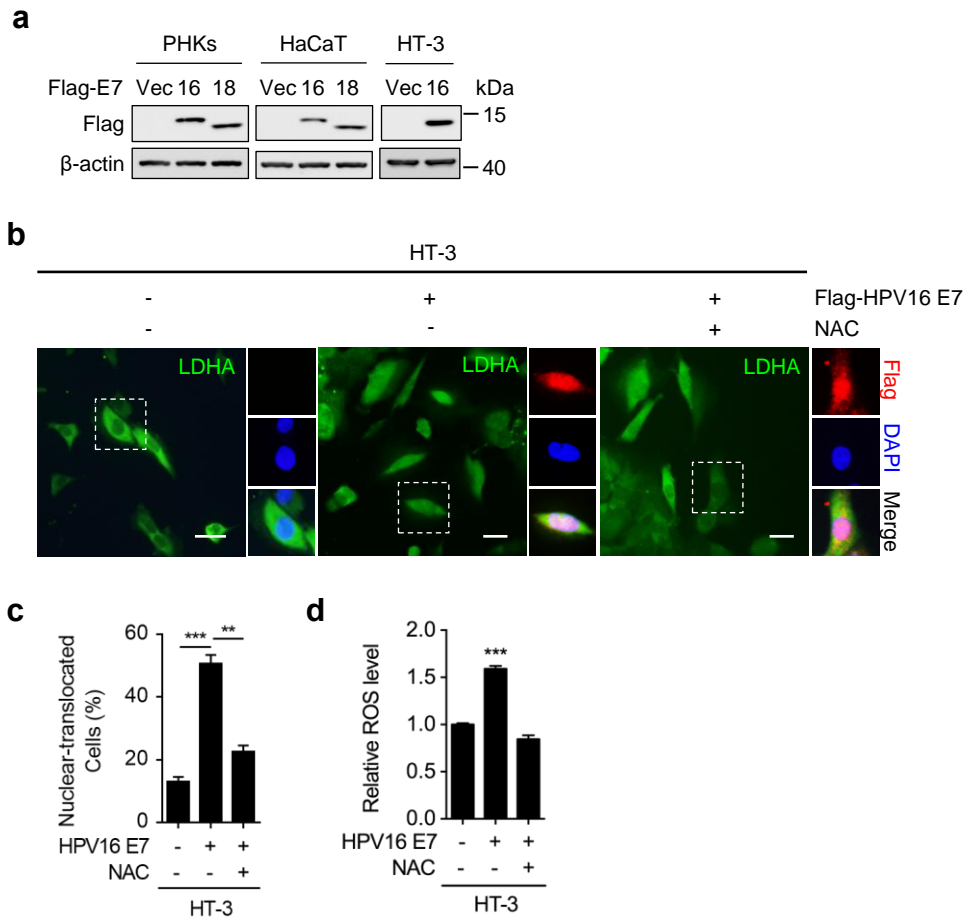 a
PHKs HaCaT HT-3
Flag-E7 Vec 16 18 Vec 16 18 Vec 16 kDa
Flag 15
β-actin 40
b
HT-3
- + + Flag-HPV16 E7
- - + NAC
LDHA LDHA LDHA Flag
DAPI
Merge
c
Nuclear-translocated
Cells (%)
60
40
20
0
*** **
HPV16 E7 - + +
NAC - - +
HT-3
d
Relative ROS level
2.0
1.5
1.0
0.5
0.0
***
HPV16 E7 - + +
NAC - - +
HT-3